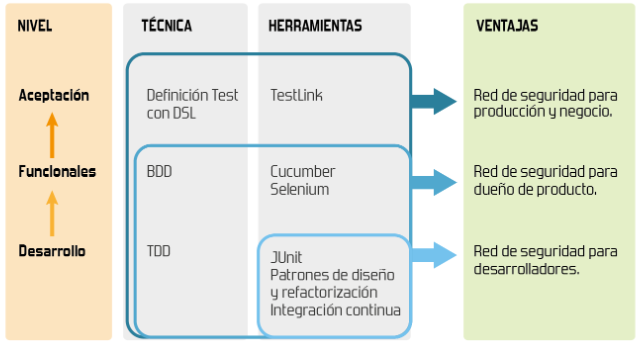 NIVEL
TÉCNICA
HERRAMIENTAS
VENTAJAS
Aceptación
Definición Test
con DSL
TestLink
Red de seguridad para
producción y negocio.
Funcionales
BDD
Cucumber
Selenium
Red de seguridad para
dueño de producto.
Desarrollo
TDD
JUnit
Patrones de diseño
y refactorización
Integración continua
Red de seguridad para
desarrolladores.